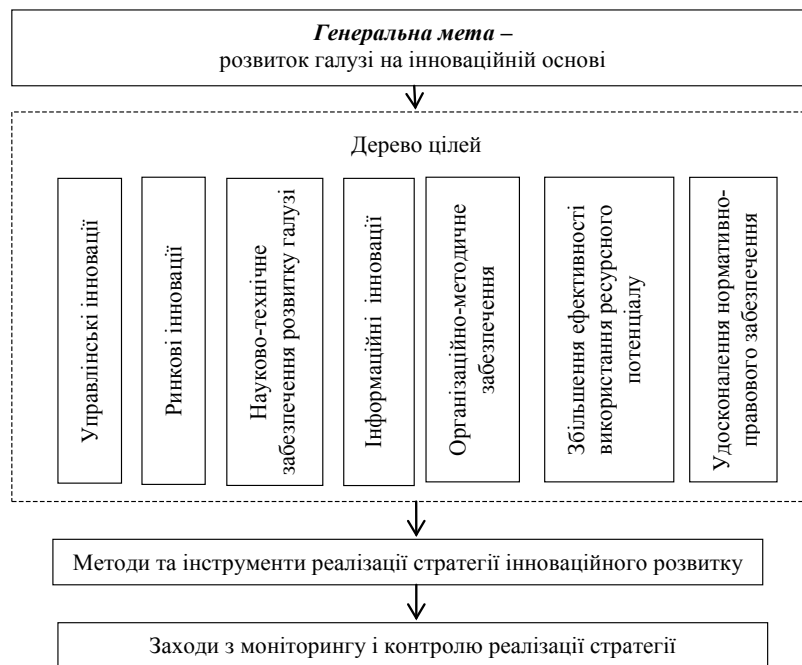 Генеральна мета –
розвиток галузі на інноваційній основі
Дерево цілей
Управлінські інновації
Ринкові інновації
Науково-технічне
забезпечення розвитку галузі
Інформаційні інновації
Організаційно-методичне
забезпечення
Збільшення ефективності
використання ресурсного
потенціалу
Удосконалення нормативно-
правового забезпечення
Методи та інструменти реалізації стратегії інноваційного розвитку
Заходи з моніторингу і контролю реалізації стратегії